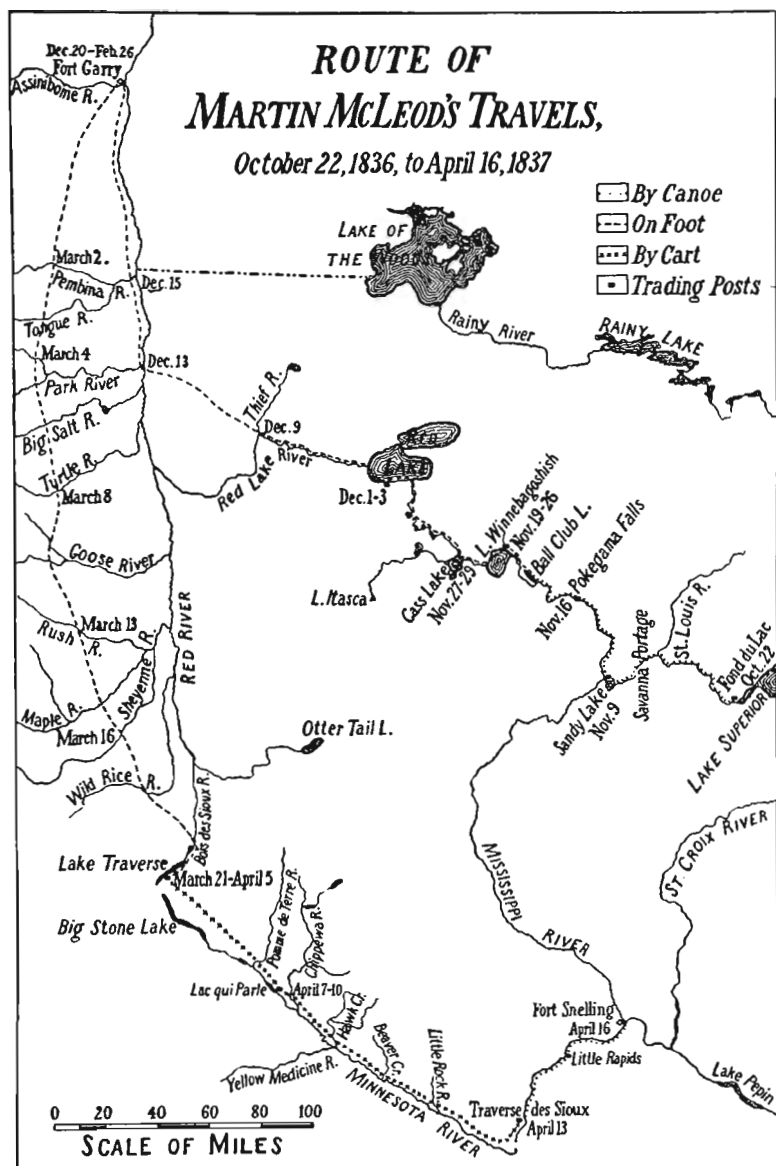 ROUTE OF
MARTIN MCLEOD'S TRAVELS,
October 22, 1836, to April 16, 1837
By Canoe
On Foot
By Cart
Trading Posts
Dec. 20-Feb. 26
Fort Garry
Assinibome R.
LAKE OF
THE WOODS
March 2.
Pembina R.
Dec. 15
Tongue R.
RAINY RIVER
RAINY LAKE
March 4
Dec. 13
Park River
Thief R.
Big Salt R.
Dec. 9
RED
LAKE
Turtle R.
Red Lake River
Dec. 1-3
March 8
L. Winnebagoshish
Nov. 19-26
Ball Club L.
Pokegama Falls
Goose River
Cass Lake
Nov. 27-29
L. Itasca
Nov. 16
St. Louis R.
March 13
Rush R.
RED RIVER
Savanna Portage
Fond du Lac
Oct. 22
Sheyenne R.
Sandy Lake
Nov. 9
LAKE SUPERIOR
Maple R.
March 16
Otter Tail L.
Wild Rice R.
Bois des Sioux R.
MISSISSIPPI
RIVER
ST. CROIX RIVER
Lake Traverse
March 21-April 5
Pomme de Terre R.
Big Stone Lake
Chippewa R.
Lac qui Parle
April 7-10
Hawk Cr.
Fort Snelling
April 16
Beaver Cr.
Little Rapids
Little Rock R.
Lake Pepin
Yellow Medicine R.
MINNESOTA RIVER
Traverse des Sioux
April 13
0 20 40 60 80 100
SCALE OF MILES